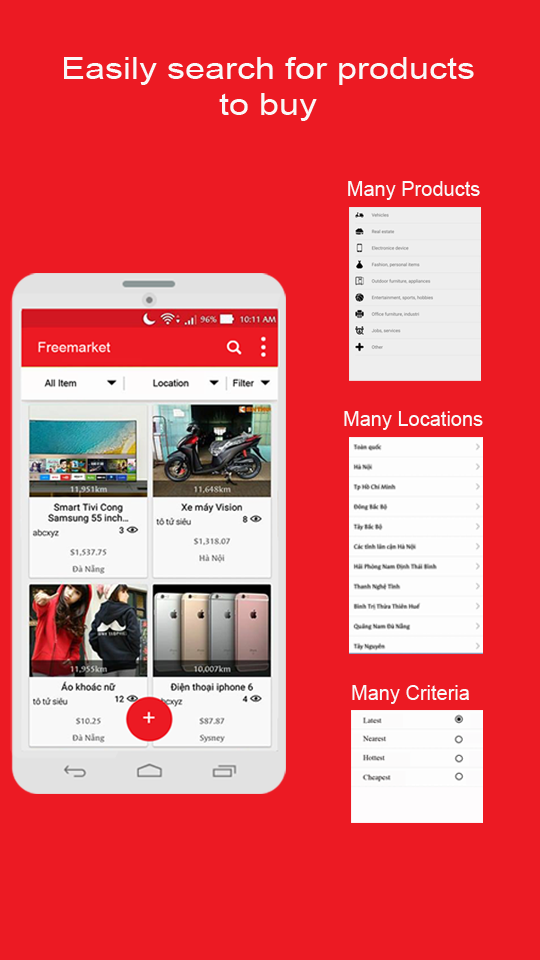 Easily search for products
to buy
Many Products
Vehicles
Real estate
Electronice device
Fashion, personal items
Outdoor furniture, appliances
Entertainment, sports, hobbies
Office furniture, industri
Jobs, services
Other
96% 10:11 AM
Freemarket
All Item Location Filter
11,951km
Smart Tivi Cong
Samsung 55 inch...
abcxyz 3
$1,537.75
Đà Nẵng
11,648km
Xe máy Vision
tô tử siêu 8
$1,318.07
Hà Nội
11,955km
Áo khoác nữ
tô tử siêu 12
$10.25
Đà Nẵng
10,007km
Điện thoại iphone 6
cxyz 4
$87.87
Sysney
+
Many Locations
Toàn quốc
Hà Nội
Tp Hồ Chí Minh
Đông Bắc Bộ
Tây Bắc Bộ
Các tỉnh lân cận Hà Nội
Hải Phòng Nam Định Thái Bình
Thanh Nghệ Tĩnh
Bình Trị Thừa Thiên Huế
Quảng Nam Đà Nẵng
Tây Nguyên
Many Criteria
Latest
Nearest
Hottest
Cheapest